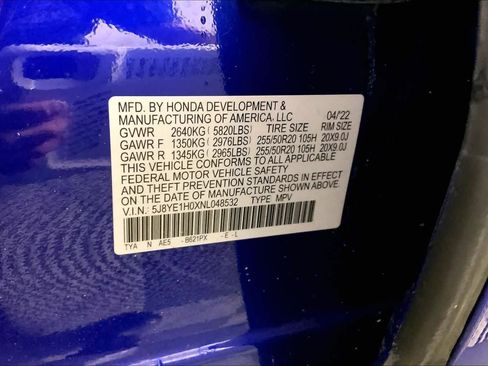 MFD. BY HONDA DEVELOPMENT &
MANUFACTURING OF AMERICA, LLC 04/22
GVWR 2640KG( 5820LBS) TIRE SIZE RIM SIZE
GAWR F 1350KG( 2976LBS) 255/50R20 105H 20X9.0J
GAWR R 1345KG( 2965LBS) 255/50R20 105H 20X9.0J
THIS VEHICLE CONFORMS TO ALL APPLICABLE
FEDERAL MOTOR VEHICLE SAFETY
AND THEFT PREVENTION STANDARDS IN EFFECT
ON THE DATE OF MANUFACTURE SHOWN ABOVE.
V.I.N.: 5J8YE1H0XNL048532 TYPE MPV
TYA N AE5 -B621PX -E-L